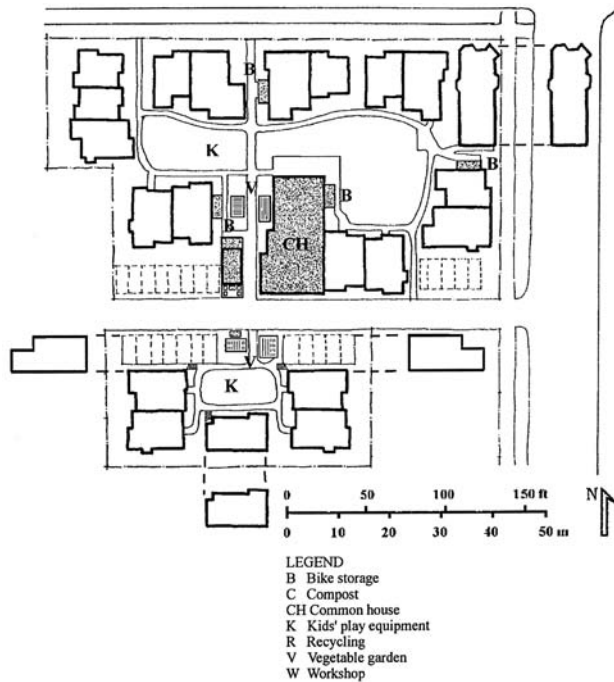 B
K
B
V
B
B
CH
K
0 50 100 150 ft
N
0 10 20 30 40 50 m
LEGEND
B Bike storage
C Compost
CH Common house
K Kids' play equipment
R Recycling
V Vegetable garden
W Workshop